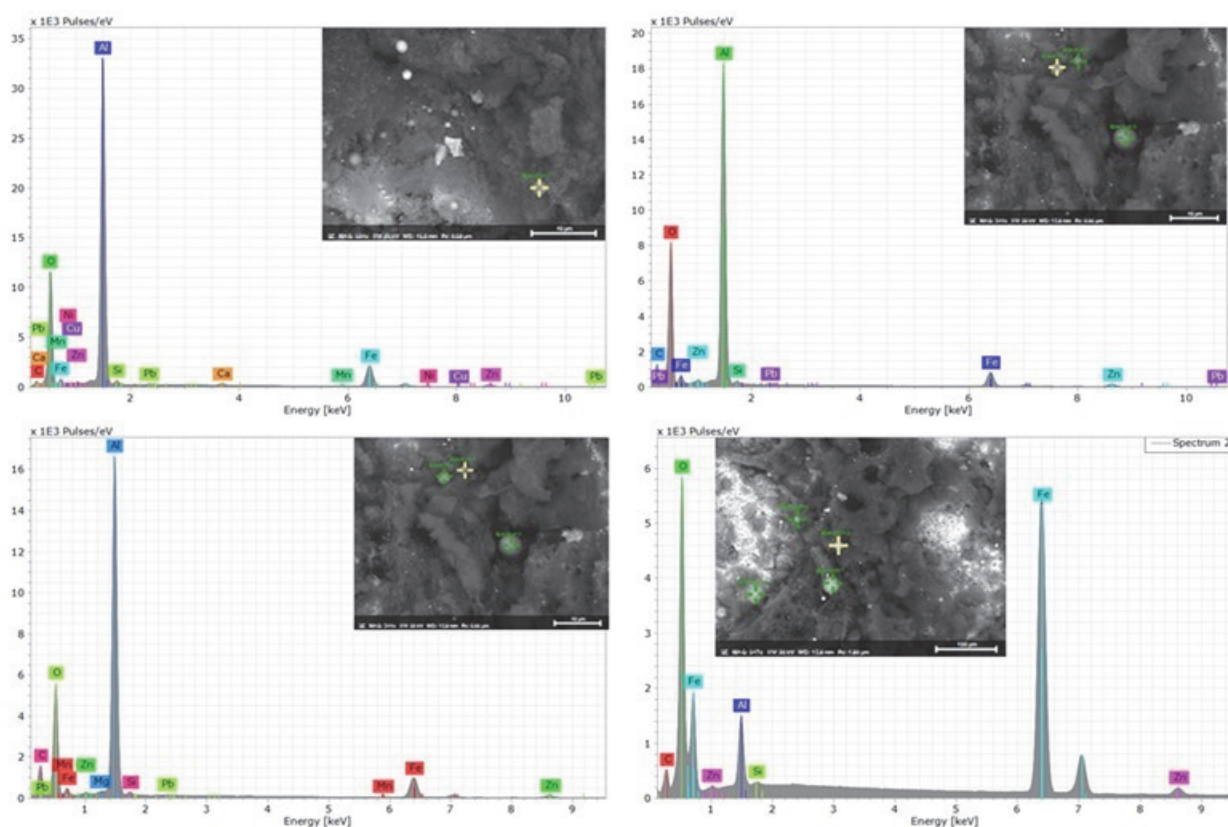 x 1E3 Pulses/eV
35
30
25
20
15
10
5
0
Al
O
Pb
Ni
Cu
Mn
Ca
Zn
C
Fe
Si
Pb
Ca
Mn
Fe
Ni
Cu
Zn
Pb
2 4 6 8 10
Energy [keV]
x 1E3 Pulses/eV
20
18
16
14
12
10
8
6
4
2
0
Al
O
C
Zn
Fe
Pb
Si
Pb
Fe
Zn
Pb
2 4 6 8 10
Energy [keV]
x 1E3 Pulses/eV
16
14
12
10
8
6
4
2
0
Al
O
C
Mn
Zn
Fe
Pb
Mg
Si
Pb
Mn
Fe
Zn
1 2 3 4 5 6 7 8 9
Energy [keV]
x 1E3 Pulses/eV
Spectrum 2
6
5
4
3
2
1
0
O
Fe
Al
C
Zn
Si
Fe
Zn
100 µm
1 2 3 4 5 6 7 8 9
Energy [keV]